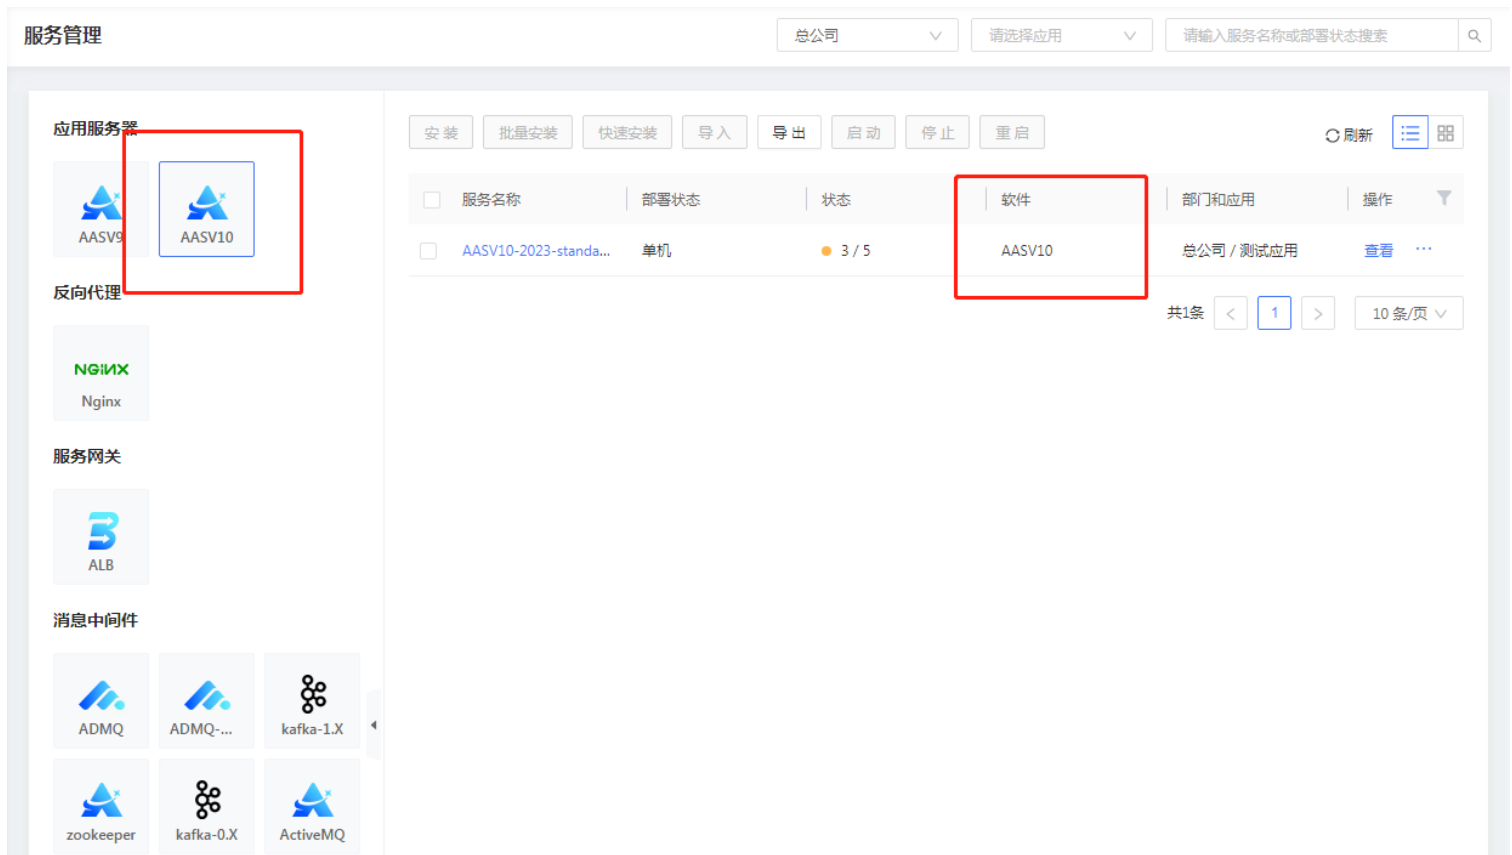 服务管理
总公司
请选择应用
请输入服务名称或部署状态搜索
应用服务器
AASV9
AASV10
反向代理
NGINX
Nginx
服务网关
ALB
消息中间件
ADMQ
ADMQ-...
kafka-1.X
zookeeper
kafka-0.X
ActiveMQ
安装 批量安装 快速安装 导入 导出 启动 停止 重启
刷新
服务名称 部署状态 状态 软件 部门和应用 操作
AASV10-2023-standa... 单机 3 / 5 AASV10 总公司 / 测试应用 查看 ···
共1条 < 1 > 10 条/页